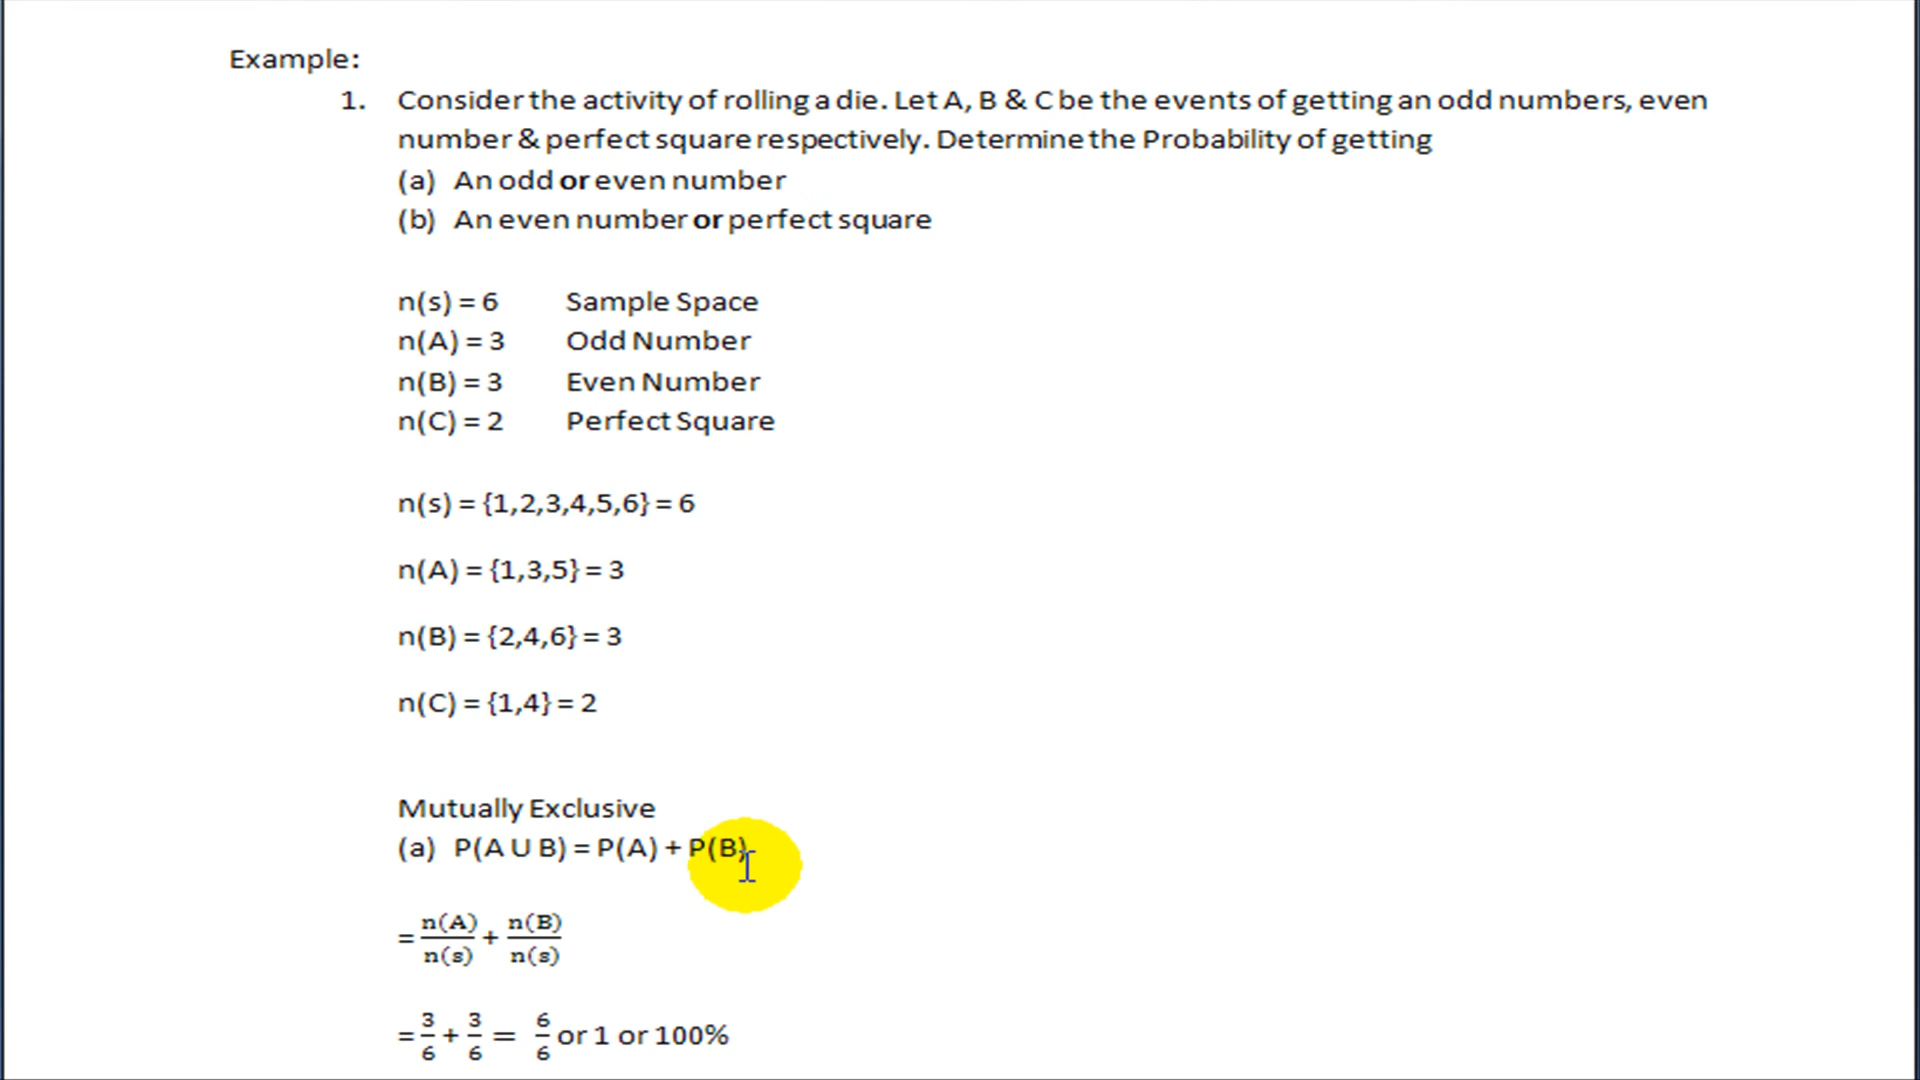 Example:
1. Consider the activity of rolling a die. Let A, B & C be the events of getting an odd numbers, even
number & perfect square respectively. Determine the Probability of getting
(a) An odd or even number
(b) An even number or perfect square
n(s) = 6 Sample Space
n(A) = 3 Odd Number
n(B) = 3 Even Number
n(C) = 2 Perfect Square
n(s) = {1,2,3,4,5,6} = 6
n(A) = {1,3,5} = 3
n(B) = {2,4,6} = 3
n(C) = {1,4} = 2
Mutually Exclusive
(a) P(A U B) = P(A) + P(B)
= n(A)/n(s) + n(B)/n(s)
= 3/6 + 3/6 = 6/6 or 1 or 100%